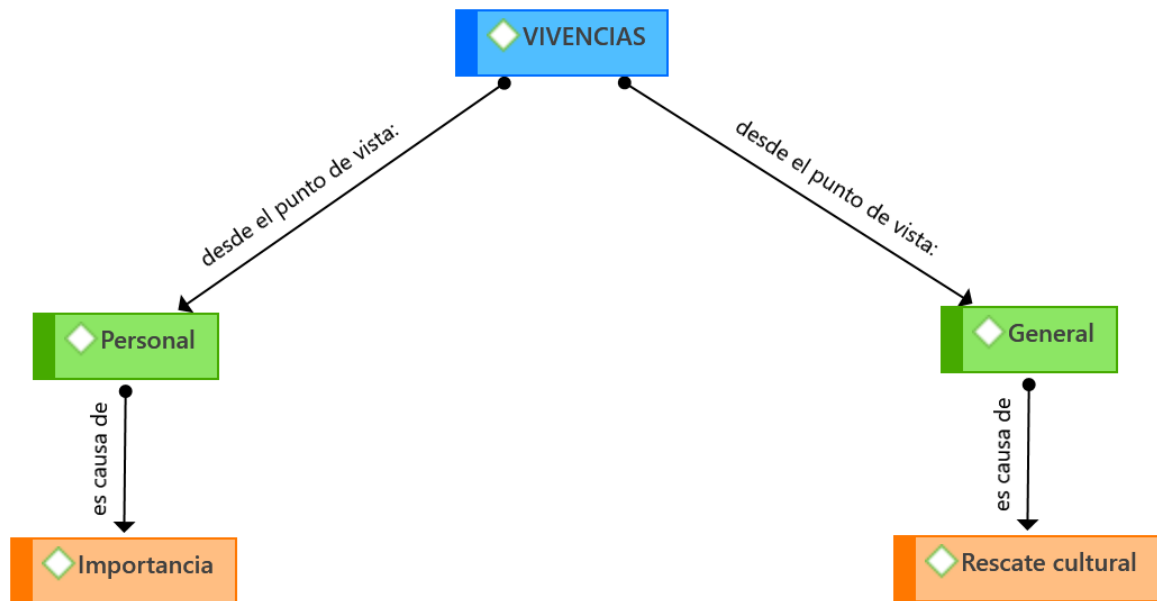 VIVENCIAS
desde el punto de vista:
desde el punto de vista:
Personal
General
es causa de
es causa de
Importancia
Rescate cultural